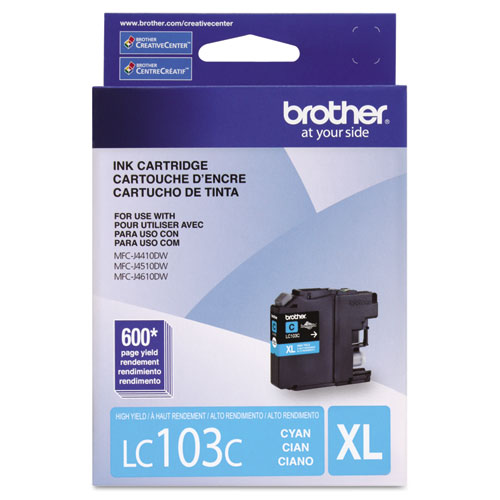 www.brother.com/creativecenter
BROTHER
CREATIVECENTER
BROTHER
CENTRECRÉATIF
brother®
at your side
INK CARTRIDGE
CARTOUCHE D'ENCRE
CARTUCHO DE TINTA
FOR USE WITH
POUR UTILISER AVEC
PARA USO CON
PARA USO COM
MFC-J4410DW
MFC-J4510DW
MFC-J4610DW
600*
page yield
rendement
rendimiento
rendimento
brother
C
LC103C
XL
HIGH YIELD / À HAUT RENDEMENT / ALTO RENDIMIENTO / ALTO RENDIMENTO
LC103C
CYAN
CIAN
CIANO
XL